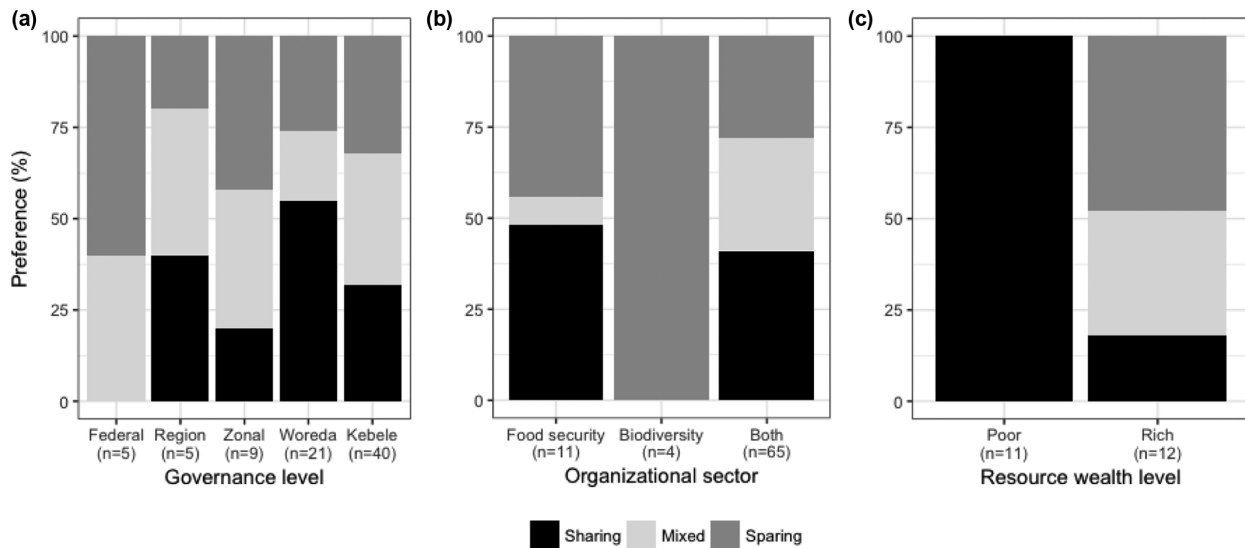 (a)
100
75
50
25
0
Preference (%)
Federal Region Zonal Woreda Kebele
(n=5) (n=5) (n=9) (n=21) (n=40)
Governance level
(b)
100
75
50
25
0
Food security Biodiversity Both
(n=11) (n=4) (n=65)
Organizational sector
(c)
100
75
50
25
0
Poor Rich
(n=11) (n=12)
Resource wealth level
Sharing Mixed Sparing